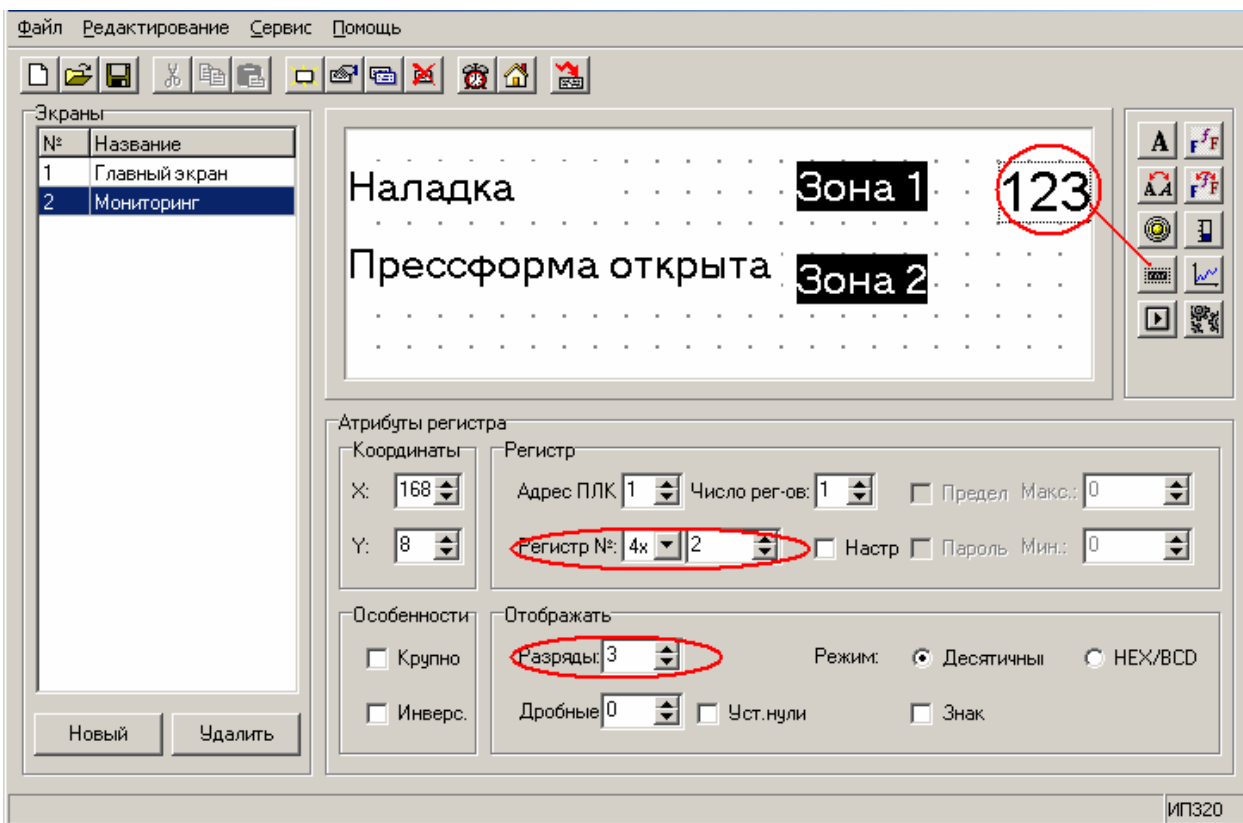 Файл Редактирование Сервис Помощь
Экраны
№ Название
1 Главный экран
2 Мониторинг
Новый Удалить
Наладка Зона 1 123
Прессформа открыта Зона 2
A FfF
AA FfF
Атрибуты регистра
Координаты
X: 168
Y: 8
Регистр
Адрес ПЛК 1 Число рег-ов: 1 Предел Макс.: 0
Регистр №: 4x 2 Настр Пароль Мин.: 0
Особенности
Крупно
Инверс.
Отображать
Разряды: 3 Режим: Десятичны HEX/BCD
Дробные 0 Уст.нули Знак
ИП320